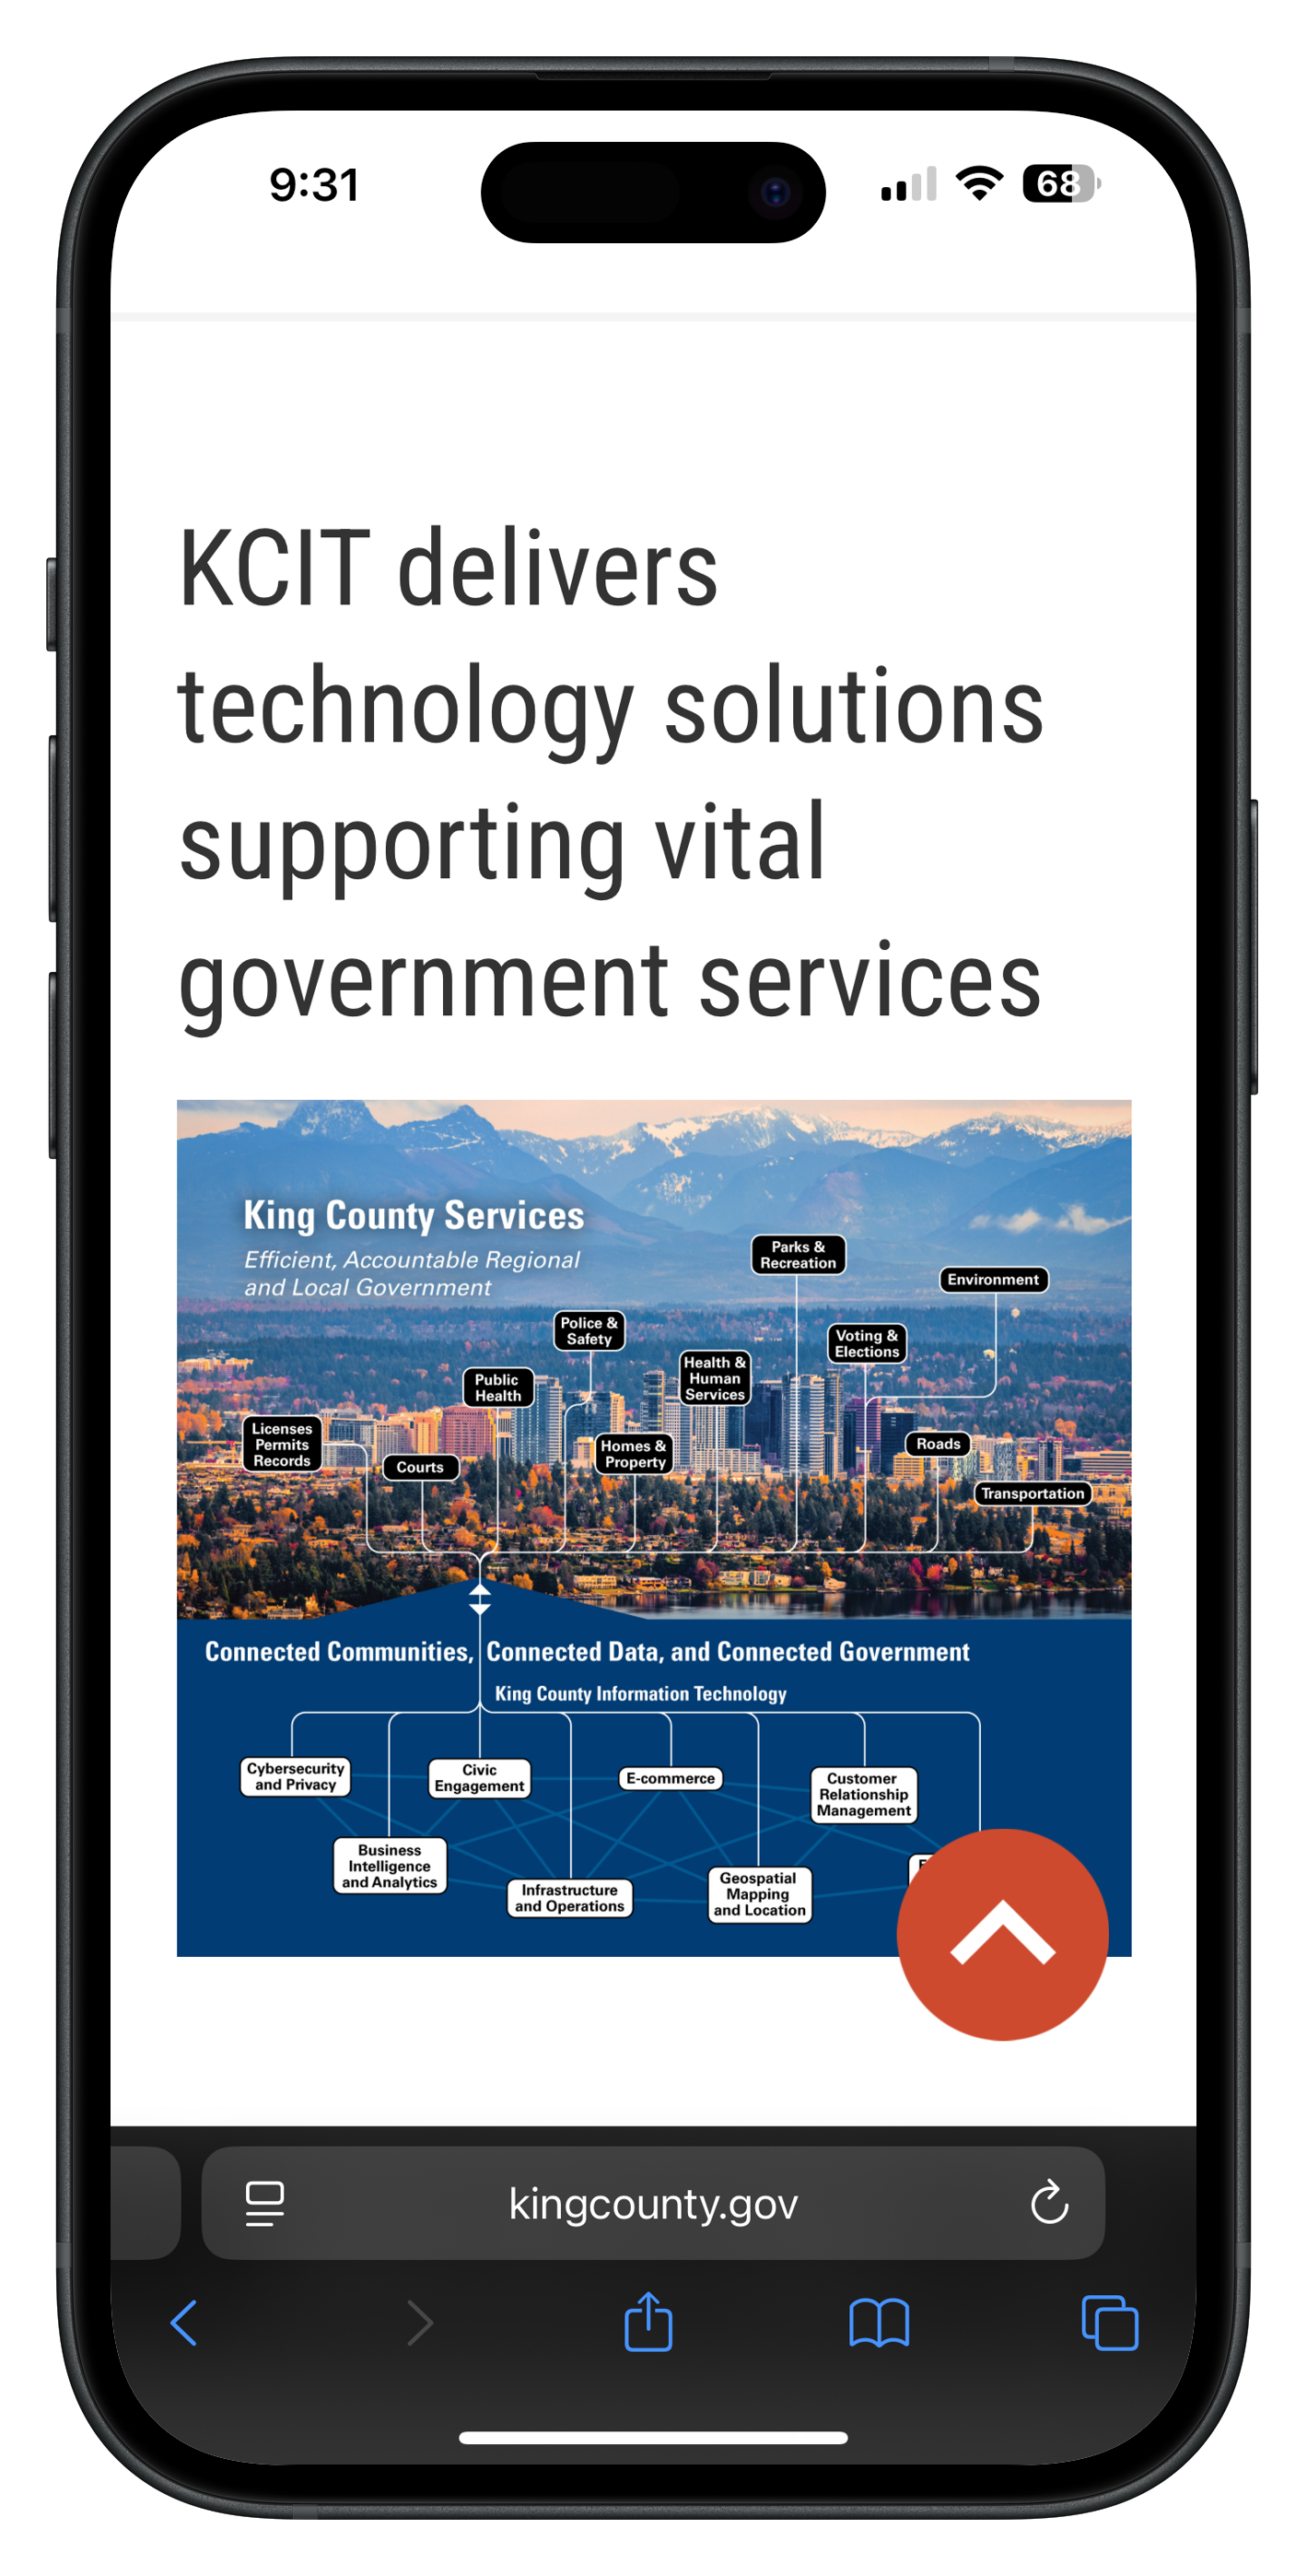 9:31
68
KCIT delivers
technology solutions
supporting vital
government services
King County Services
Efficient, Accountable Regional
and Local Government
Parks &
Recreation
Environment
Police &
Safety
Voting &
Elections
Health &
Human
Services
Public
Health
Licenses
Permits
Records
Courts
Homes &
Property
Roads
Transportation
Connected Communities, Connected Data, and Connected Government
King County Information Technology
Cybersecurity
and Privacy
Civic
Engagement
E-commerce
Customer
Relationship
Management
Business
Intelligence
and Analytics
Infrastructure
and Operations
Geospatial
Mapping
and Location
kingcounty.gov